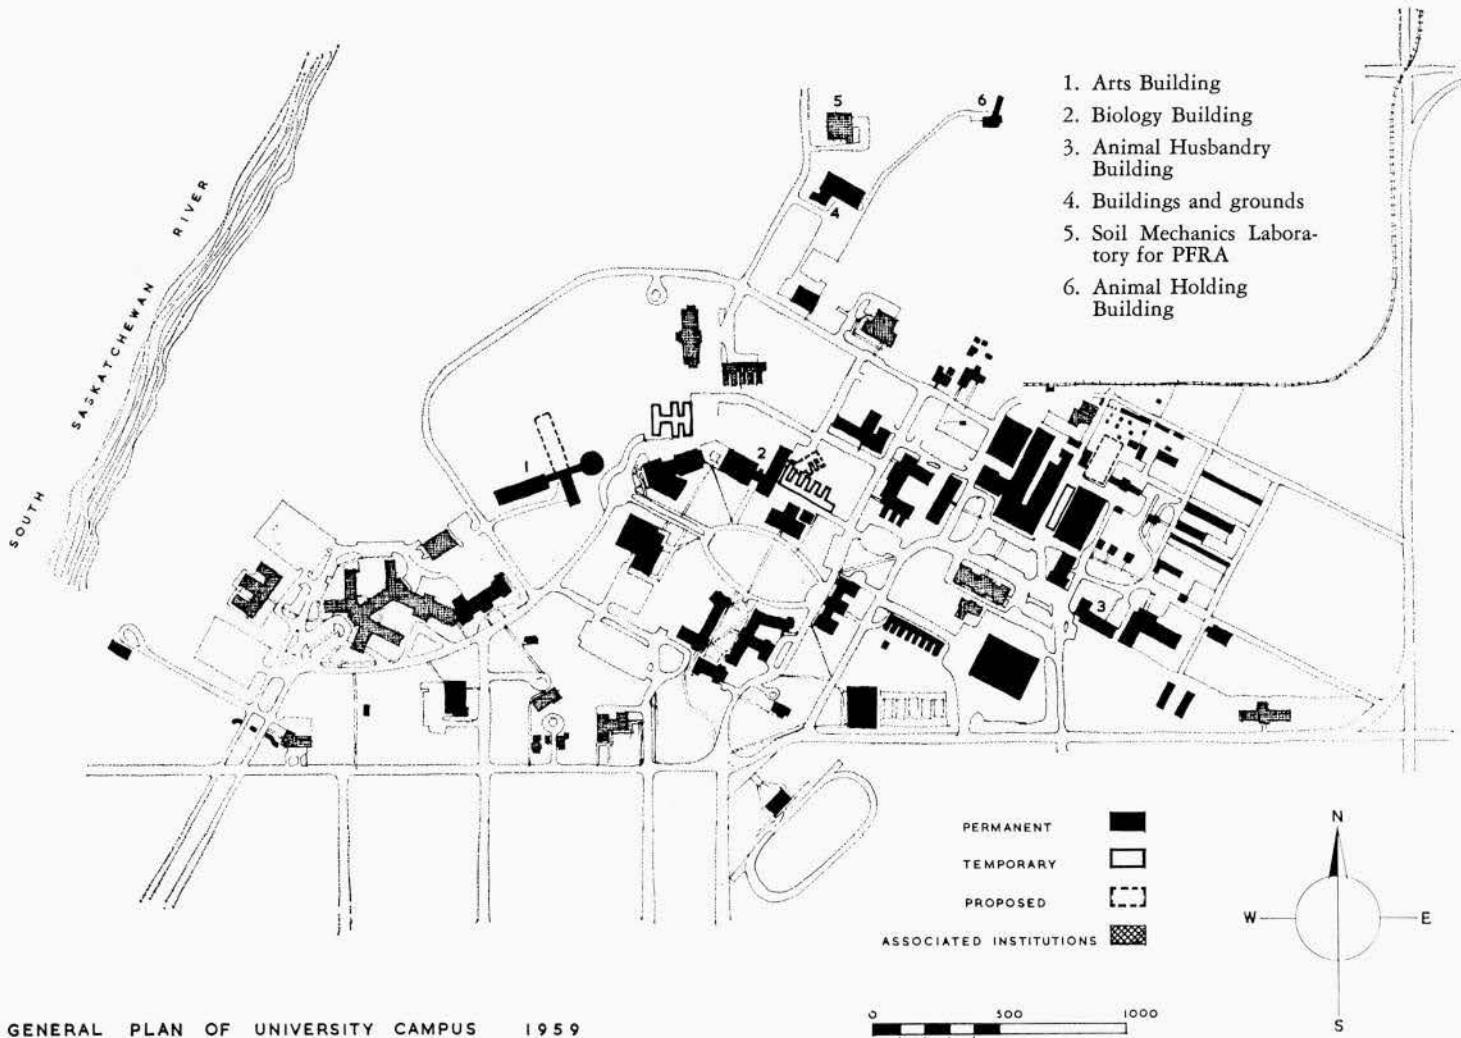 1. Arts Building
2. Biology Building
3. Animal Husbandry
Building
4. Buildings and grounds
5. Soil Mechanics Labora-
tory for PFRA
6. Animal Holding
Building
5
6
4
SOUTH SASKATCHEWAN RIVER
1
2
3
PERMANENT
TEMPORARY
PROPOSED
ASSOCIATED INSTITUTIONS
N
W
E
S
0 500 1000
GENERAL PLAN OF UNIVERSITY CAMPUS 1959